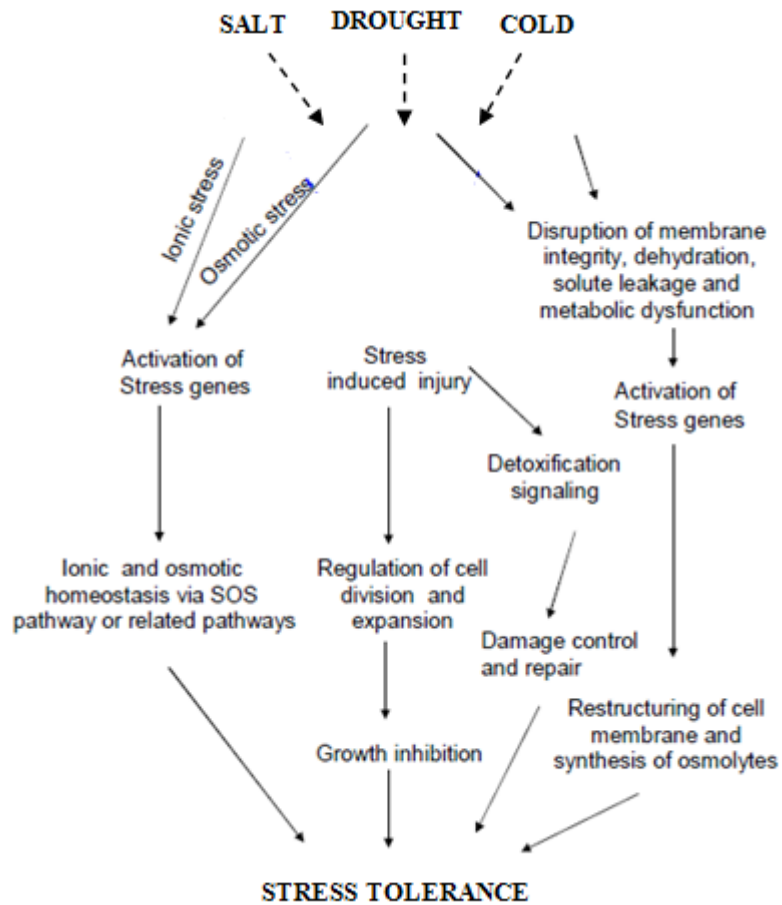 SALT DROUGHT COLD
Ionic stress
Osmotic stress
Disruption of membrane
integrity, dehydration,
solute leakage and
metabolic dysfunction
Activation of
Stress genes
Stress
induced injury
Activation of
Stress genes
Detoxification
signaling
Ionic and osmotic
homeostasis via SOS
pathway or related pathways
Regulation of cell
division and
expansion
Damage control
and repair
Restructuring of cell
membrane and
synthesis of osmolytes
Growth inhibition
STRESS TOLERANCE